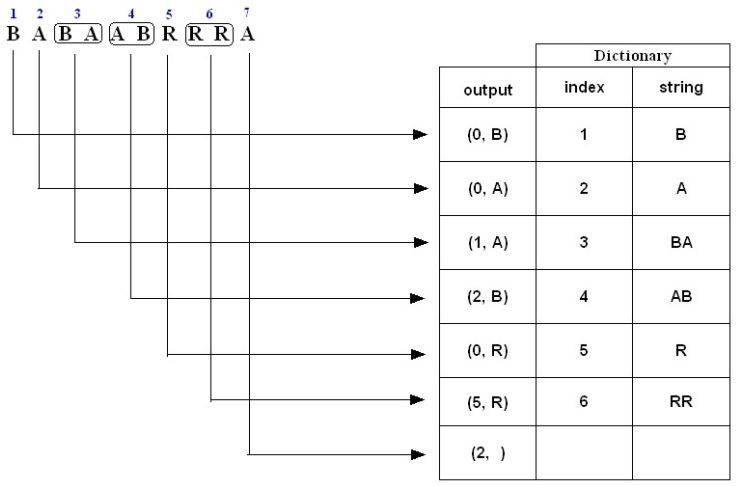 1 2 3 4 5 6 7
B A B A A B R R R A
Dictionary
output index string
(0, B) 1 B
(0, A) 2 A
(1, A) 3 BA
(2, B) 4 AB
(0, R) 5 R
(5, R) 6 RR
(2, )